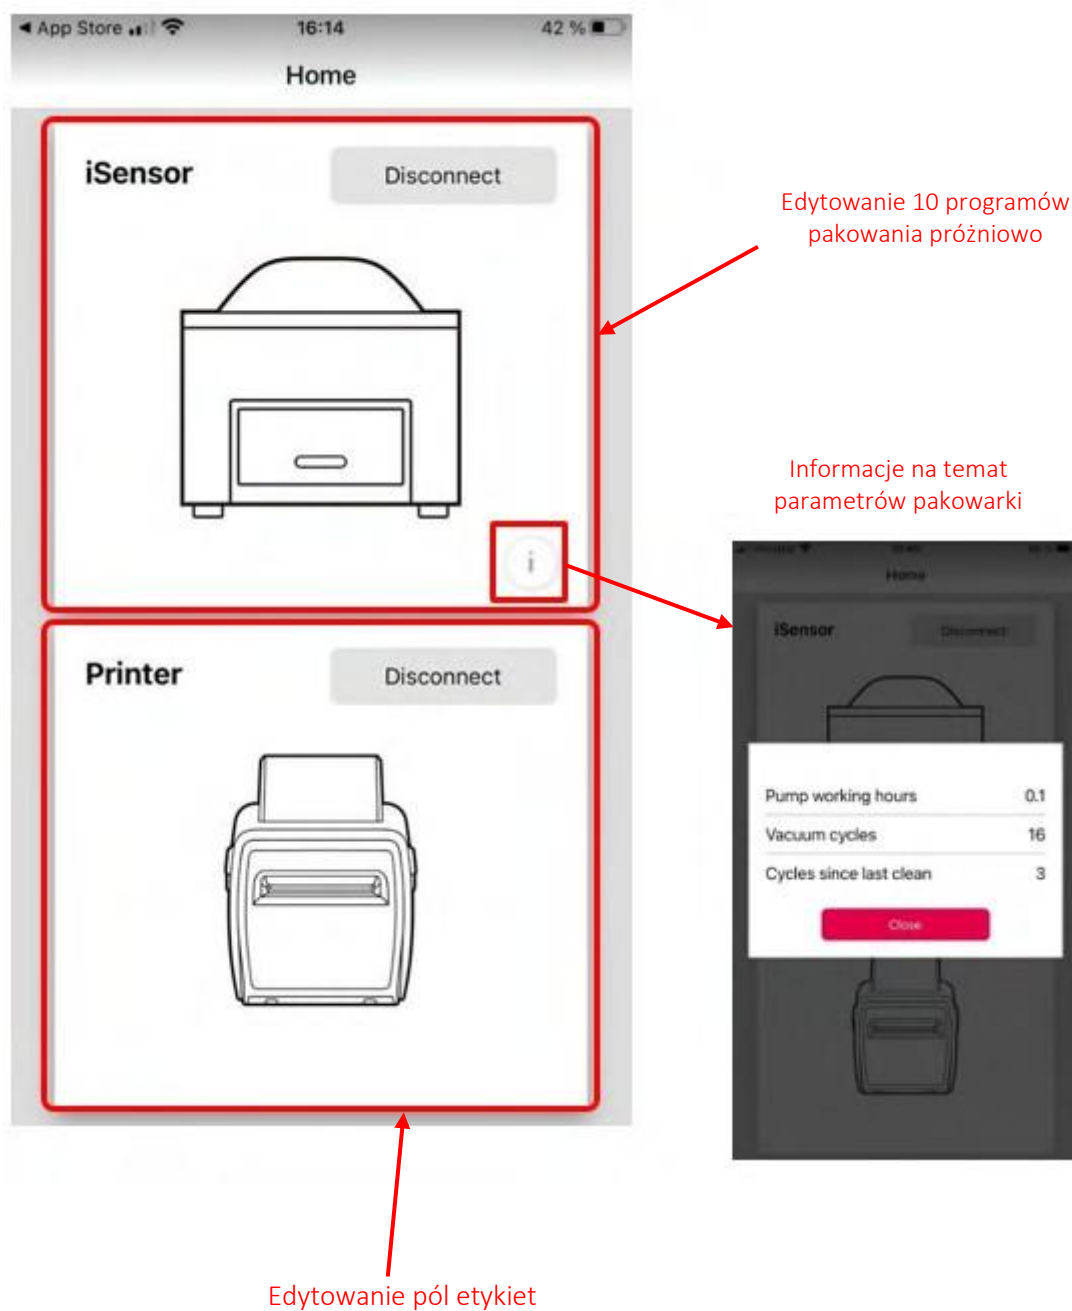 App Store 16:14 42 %
Home
iSensor Disconnect
Edytowanie 10 programów
pakowania próżniowo
Informacje na temat
parametrów pakowarki
i
Home
iSensor Disconnect
Printer Disconnect
Pump working hours 0.1
Vacuum cycles 16
Cycles since last clean 3
Close
Edytowanie pól etykiet